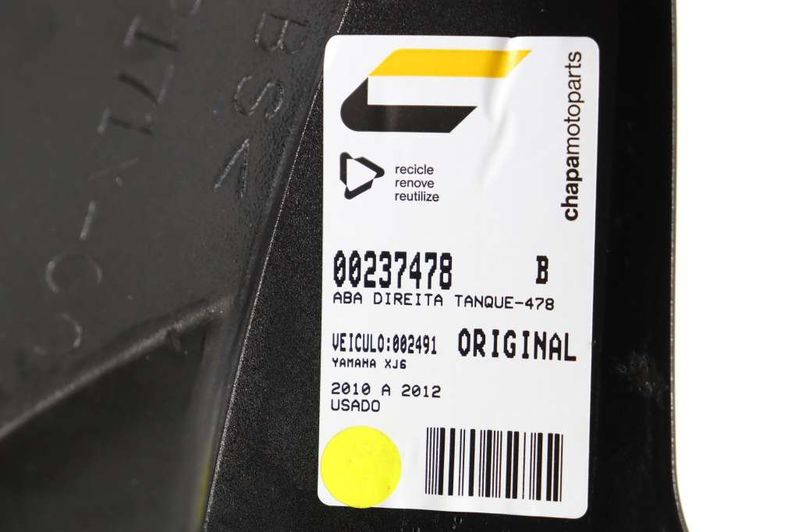 chapamotoparts
recicle
renove
reutilize
00237478 B
ABA DIREITA TANQUE-478
VEICULO:002491 ORIGINAL
YAMAHA XJ6
2010 A 2012
USADO